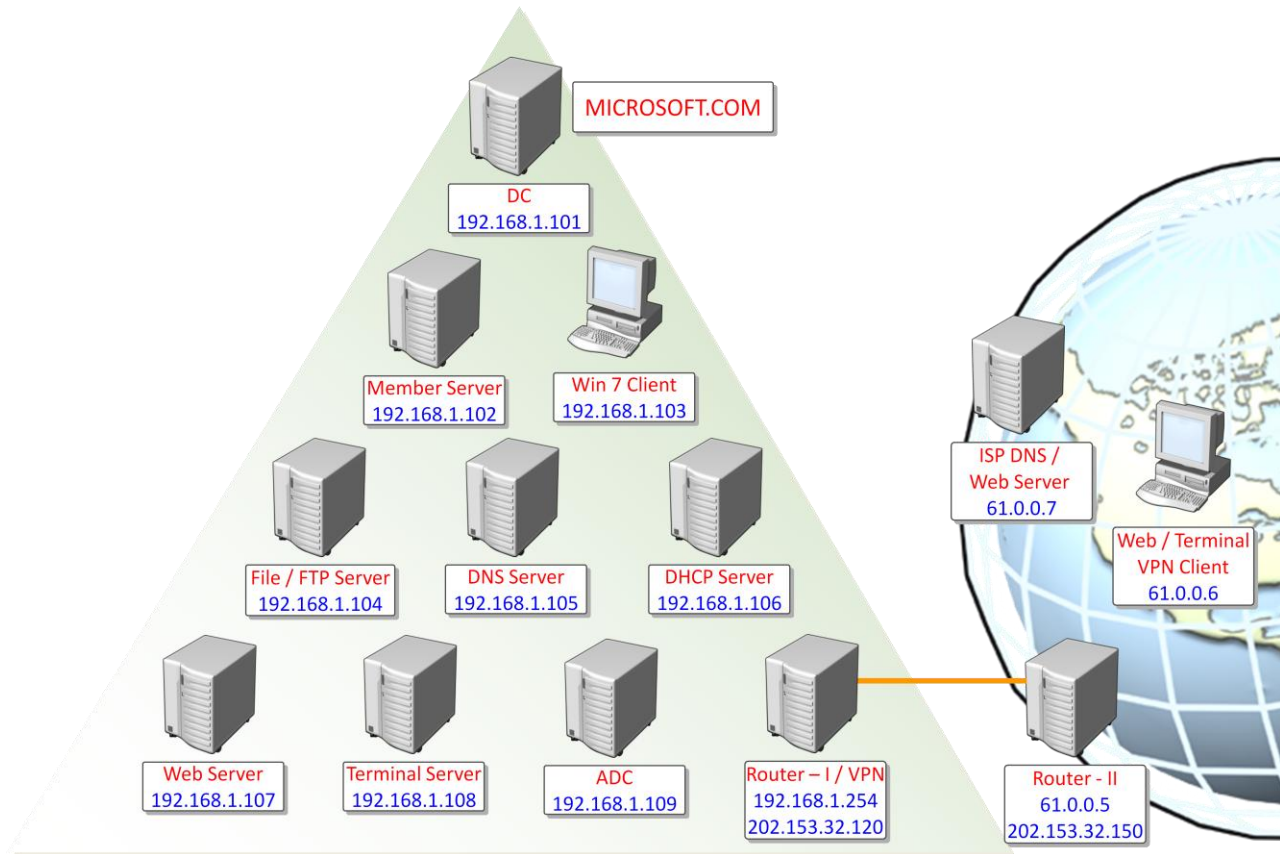 MICROSOFT.COM
DC
192.168.1.101
Member Server
192.168.1.102
Win 7 Client
192.168.1.103
File / FTP Server
192.168.1.104
DNS Server
192.168.1.105
DHCP Server
192.168.1.106
Web Server
192.168.1.107
Terminal Server
192.168.1.108
ADC
192.168.1.109
Router – I / VPN
192.168.1.254
202.153.32.120
ISP DNS /
Web Server
61.0.0.7
Web / Terminal
VPN Client
61.0.0.6
Router - II
61.0.0.5
202.153.32.150